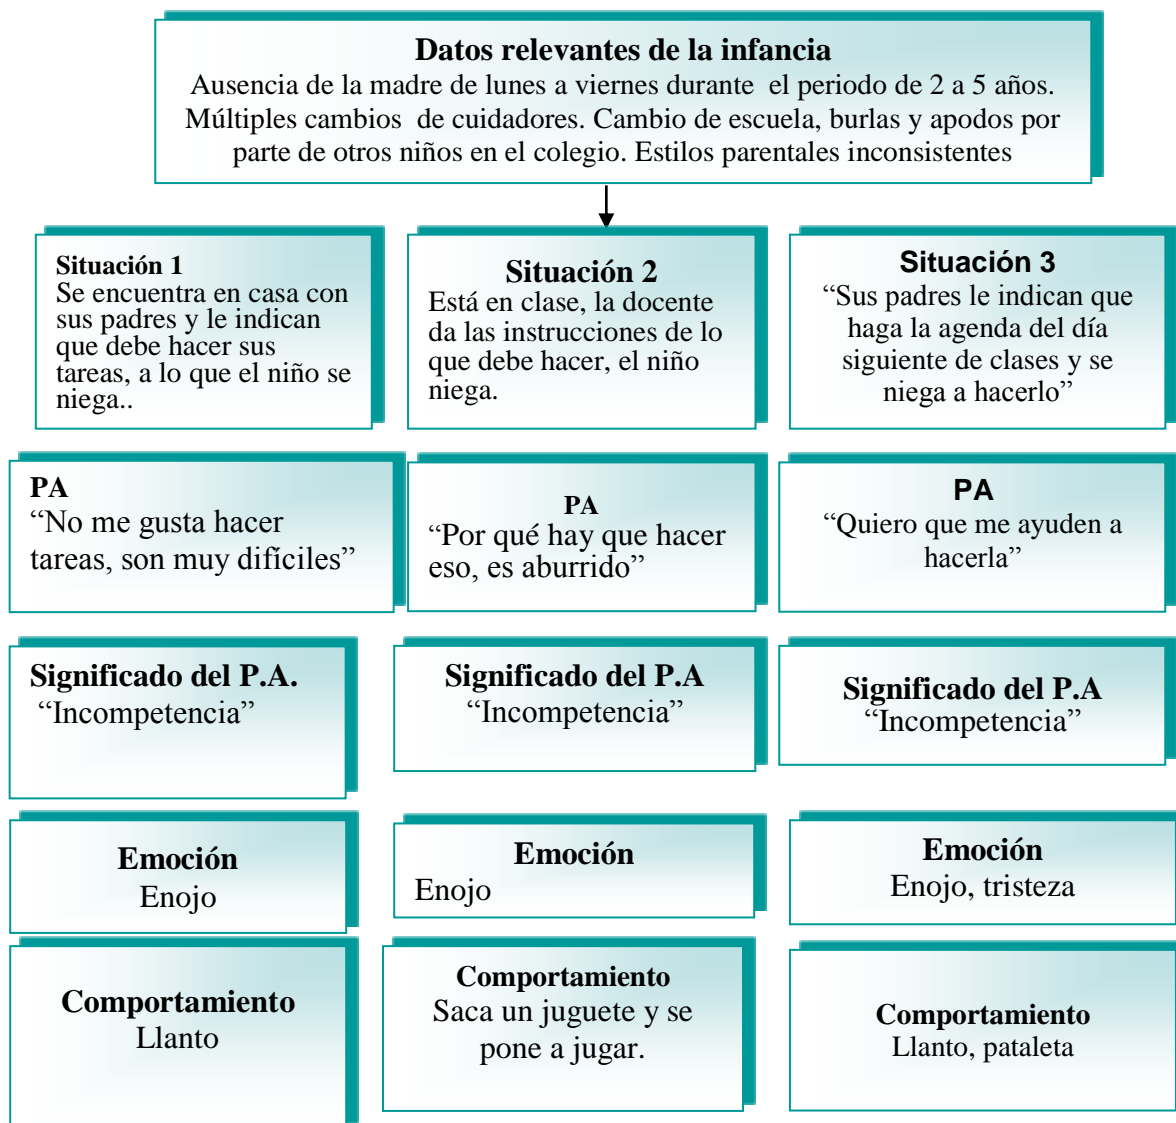 Datos relevantes de la infancia
Ausencia de la madre de lunes a viernes durante el periodo de 2 a 5 años.
Múltiples cambios de cuidadores. Cambio de escuela, burlas y apodos por
parte de otros niños en el colegio. Estilos parentales inconsistentes
Situación 1
Se encuentra en casa con
sus padres y le indican
que debe hacer sus
tareas, a lo que el niño se
niega..
Situación 2
Está en clase, la docente
da las instrucciones de lo
que debe hacer, el niño
niega.
Situación 3
“Sus padres le indican que
haga la agenda del día
siguiente de clases y se
niega a hacerlo”
PA
“No me gusta hacer
tareas, son muy difíciles”
PA
“Por qué hay que hacer
eso, es aburrido”
PA
“Quiero que me ayuden a
hacerla”
Significado del P.A.
“Incompetencia”
Significado del P.A
“Incompetencia”
Significado del P.A
“Incompetencia”
Emoción
Enojo
Emoción
Enojo
Emoción
Enojo, tristeza
Comportamiento
Llanto
Comportamiento
Saca un juguete y se
pone a jugar.
Comportamiento
Llanto, pataleta